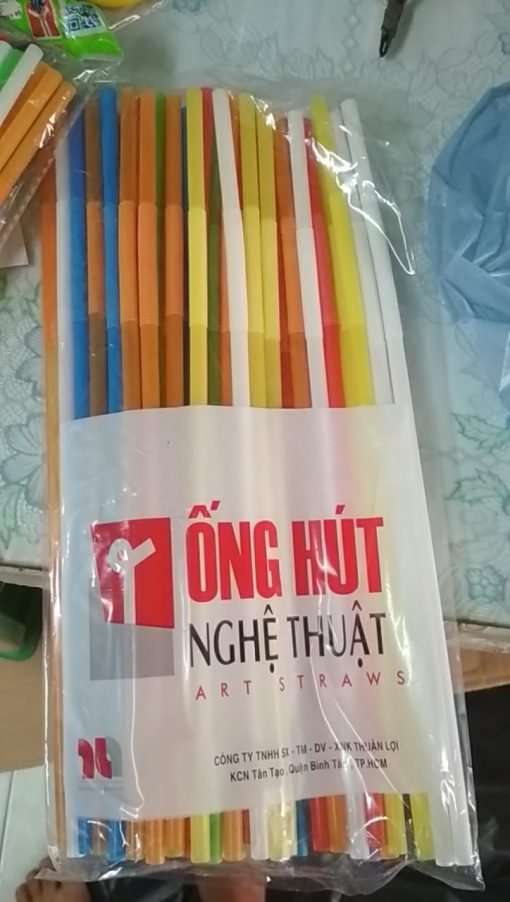 ỐNG HÚT
NGHỆ THUẬT
ART STRAWS
CÔNG TY TNHH SX - TM - DV - XNK THUẬN LỢI
KCN Tân Tạo, Quận Bình Tân, TP.HCM